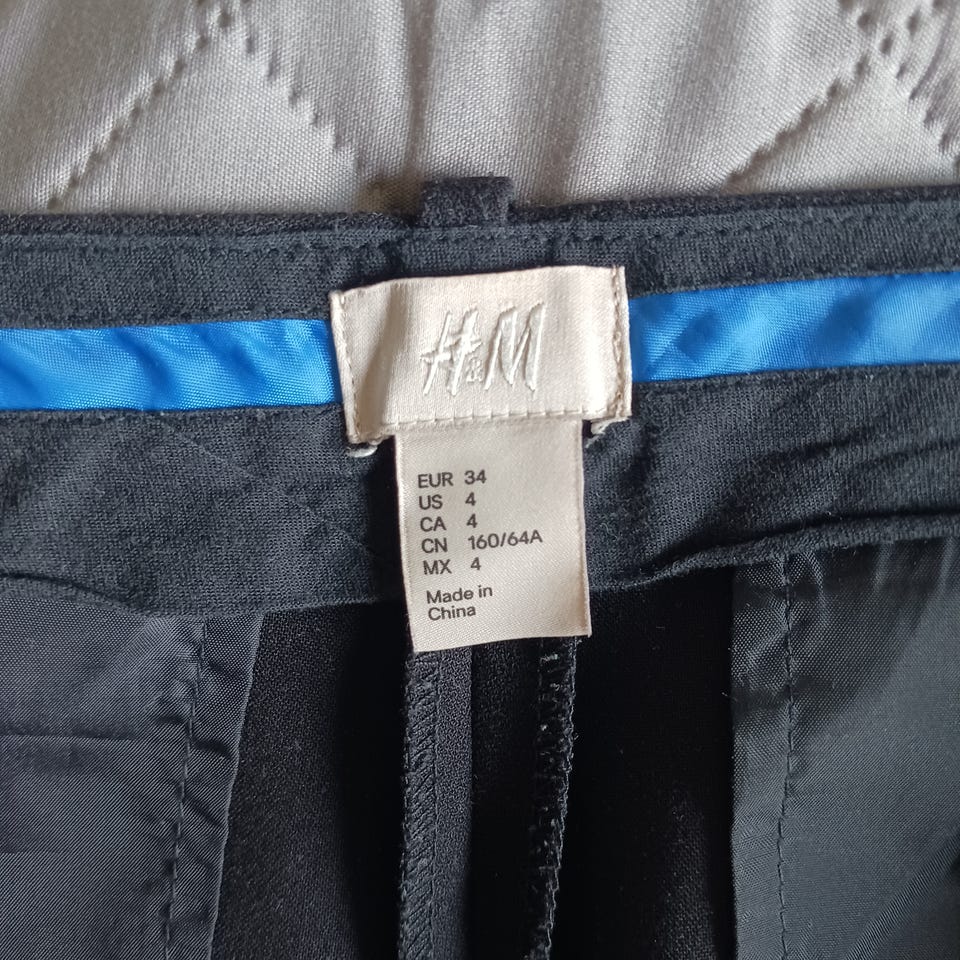 H&M
EUR 34
US 4
CA 4
CN 160/64A
MX 4
Made in
China